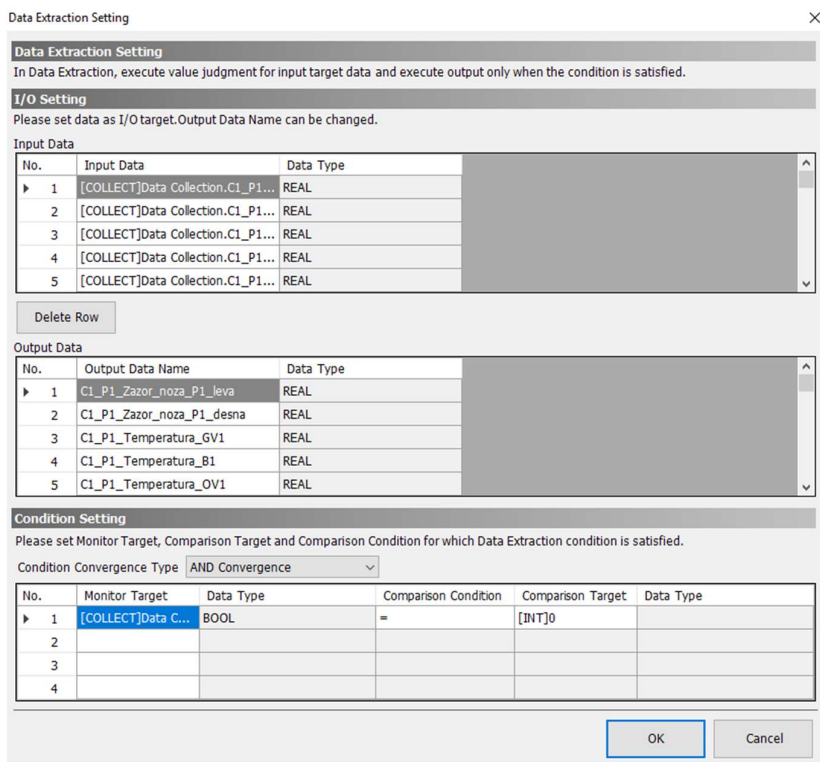 Data Extraction Setting
Data Extraction Setting
In Data Extraction, execute value judgment for input target data and execute output only when the condition is satisfied.
I/O Setting
Please set data as I/O target.Output Data Name can be changed.
Input Data
No. Input Data Data Type
1 [COLLECT]Data Collection.C1_P1... REAL
2 [COLLECT]Data Collection.C1_P1... REAL
3 [COLLECT]Data Collection.C1_P1... REAL
4 [COLLECT]Data Collection.C1_P1... REAL
5 [COLLECT]Data Collection.C1_P1... REAL
Delete Row
Output Data
No. Output Data Name Data Type
1 C1_P1_Zazor_noza_P1_leva REAL
2 C1_P1_Zazor_noza_P1_desna REAL
3 C1_P1_Temperatura_GV1 REAL
4 C1_P1_Temperatura_B1 REAL
5 C1_P1_Temperatura_OV1 REAL
Condition Setting
Please set Monitor Target, Comparison Target and Comparison Condition for which Data Extraction condition is satisfied.
Condition Convergence Type AND Convergence
No. Monitor Target Data Type Comparison Condition Comparison Target Data Type
1 [COLLECT]Data C... BOOL = [INT]0
2
3
4
OK Cancel